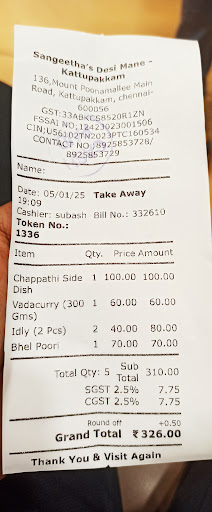 Sangeetha's Desi Mane -
Kattupakkam
136,Mount Poonamallee Main
Road, Kattupakkam, chennai-
600056
GST:33ABKCS8520R1ZN
FSSAI NO;12423023001506
CIN;U56102TN2023PTC160534
CONTACT NO;8925853728/
8925853729
Name:
Date: 05/01/25 Take Away
19:09
Cashier: subash Bill No.: 332610
Token No.:
1336
Item Qty. Price Amount
Chappathi Side 1 100.00 100.00
Dish
Vadacurry (300 1 60.00 60.00
Gms)
Idly (2 Pcs) 2 40.00 80.00
Bhel Poori 1 70.00 70.00
Total Qty: 5 Sub Total 310.00
SGST 2.5% 7.75
CGST 2.5% 7.75
Round off +0.50
Grand Total ₹326.00
Thank You & Visit Again